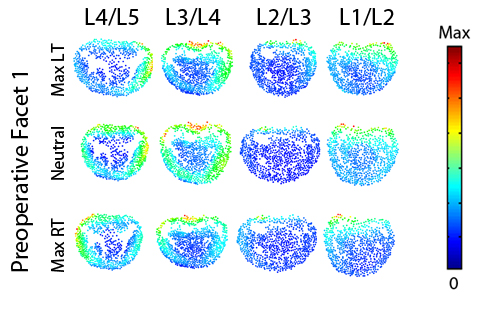 L4/L5 L3/L4 L2/L3 L1/L2
Max
Preoperative Facet 1
Max LT
Neutral
Max RT
0